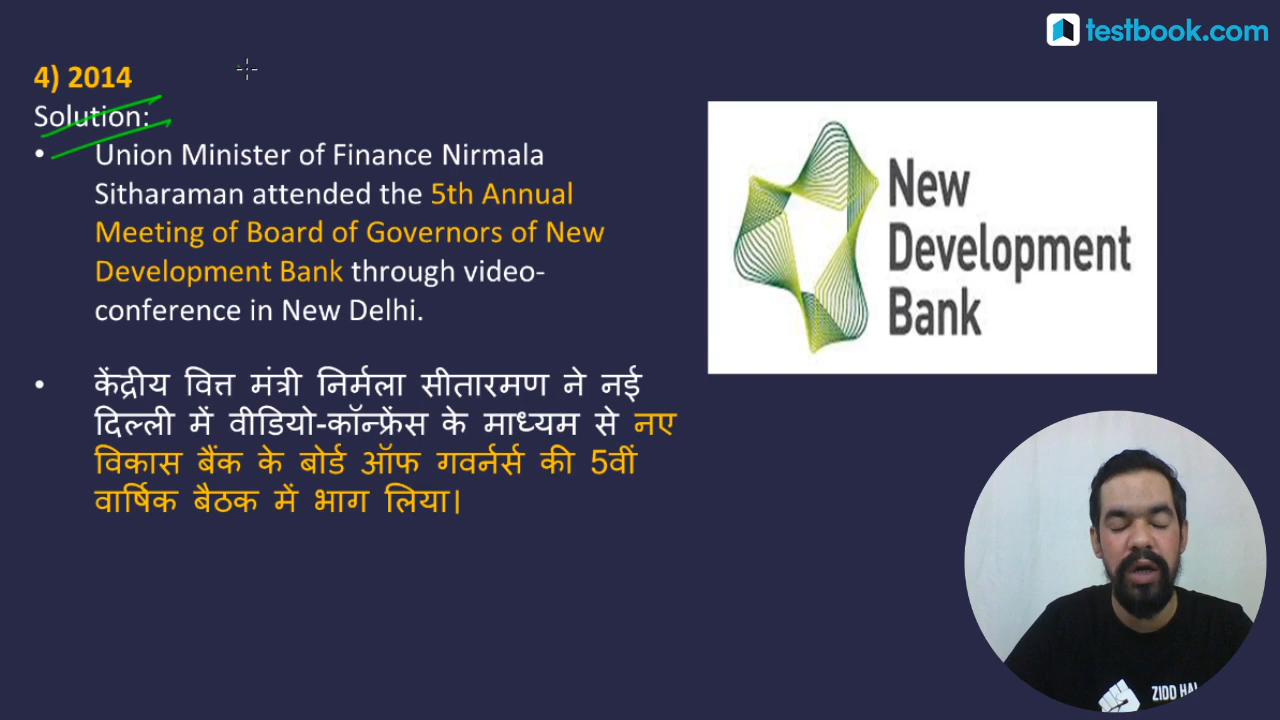 testbook.com
4) 2014
Solution:
• Union Minister of Finance Nirmala
Sitharaman attended the 5th Annual
Meeting of Board of Governors of New
Development Bank through video-
conference in New Delhi.
• केंद्रीय वित्त मंत्री निर्मला सीतारमण ने नई
दिल्ली में वीडियो-कॉन्फ्रेंस के माध्यम से नए
विकास बैंक के बोर्ड ऑफ गवर्नर्स की 5वीं
वार्षिक बैठक में भाग लिया।
New
Development
Bank
ZIDD HAI